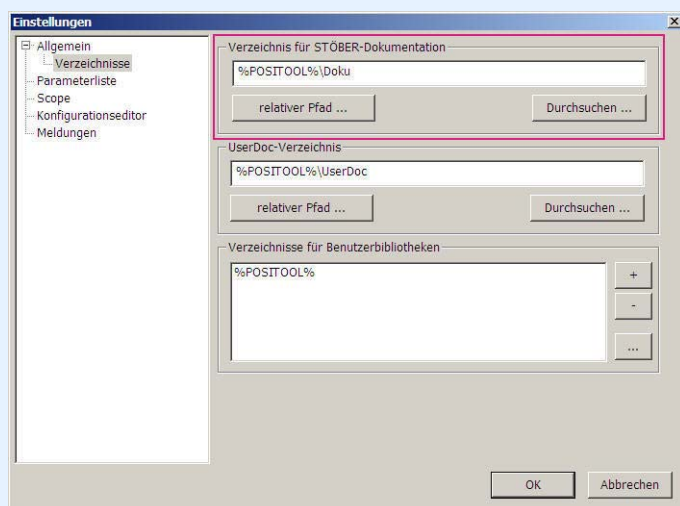 Einstellungen
Allgemein
Verzeichnisse
Parameterliste
Scope
Konfigurationseditor
Meldungen
Verzeichnis für STÖBER-Dokumentation
%POSITOOL%\Doku
relativer Pfad ...
Durchsuchen ...
UserDoc-Verzeichnis
%POSITOOL%\UserDoc
relativer Pfad ...
Durchsuchen ...
Verzeichnisse für Benutzerbibliotheken
%POSITOOL%
+
-
...
OK
Abbrechen